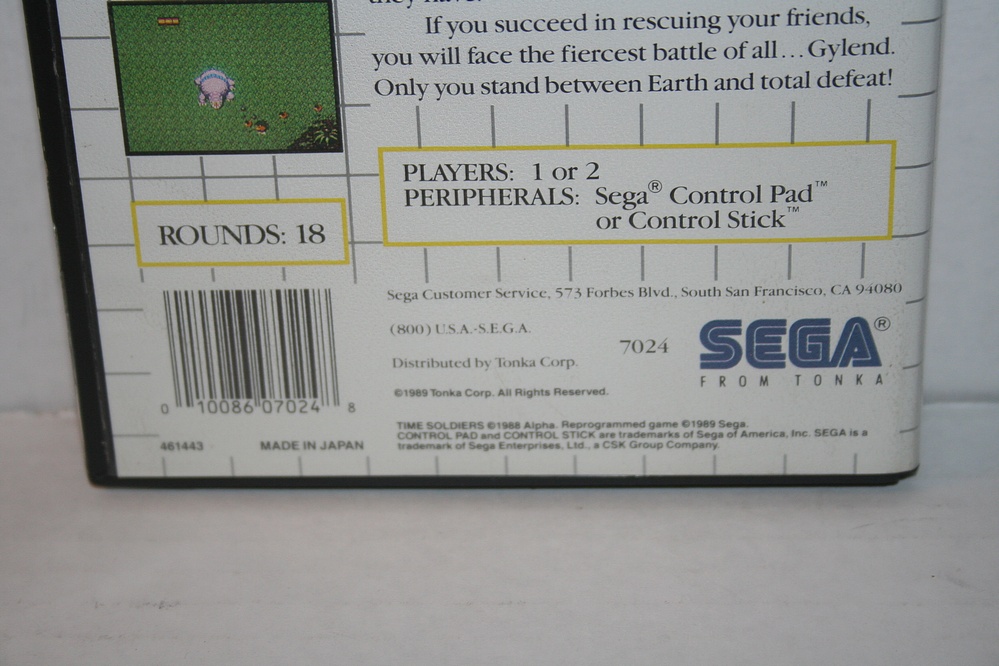 they have.
If you succeed in rescuing your friends,
you will face the fiercest battle of all...Gylend.
Only you stand between Earth and total defeat!
PLAYERS: 1 or 2
PERIPHERALS: Sega® Control Pad™
or Control Stick™
ROUNDS: 18
Sega Customer Service, 573 Forbes Blvd., South San Francisco, CA 94080
(800) U.S.A.-S.E.G.A.
7024
SEGA®
FROM TONKA
Distributed by Tonka Corp.
©1989 Tonka Corp. All Rights Reserved.
0 10086 07024 8
TIME SOLDIERS ©1988 Alpha. Reprogrammed game ©1989 Sega.
CONTROL PAD and CONTROL STICK are trademarks of Sega of America, Inc. SEGA is a
trademark of Sega Enterprises, Ltd., a CSK Group Company.
461443 MADE IN JAPAN